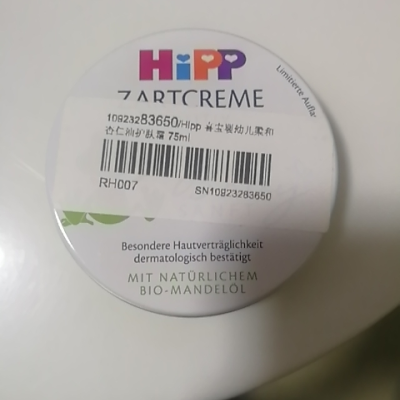 HiPP
ZARTCREME
Limitierte Aufla
10923283650/Hipp 喜宝婴幼儿柔和
杏仁油护肤霜 75ml
RH007
SN10923283650
Besondere Hautverträglichkeit
dermatologisch bestätigt
MIT NATÜRLICHEM
BIO-MANDELÖL